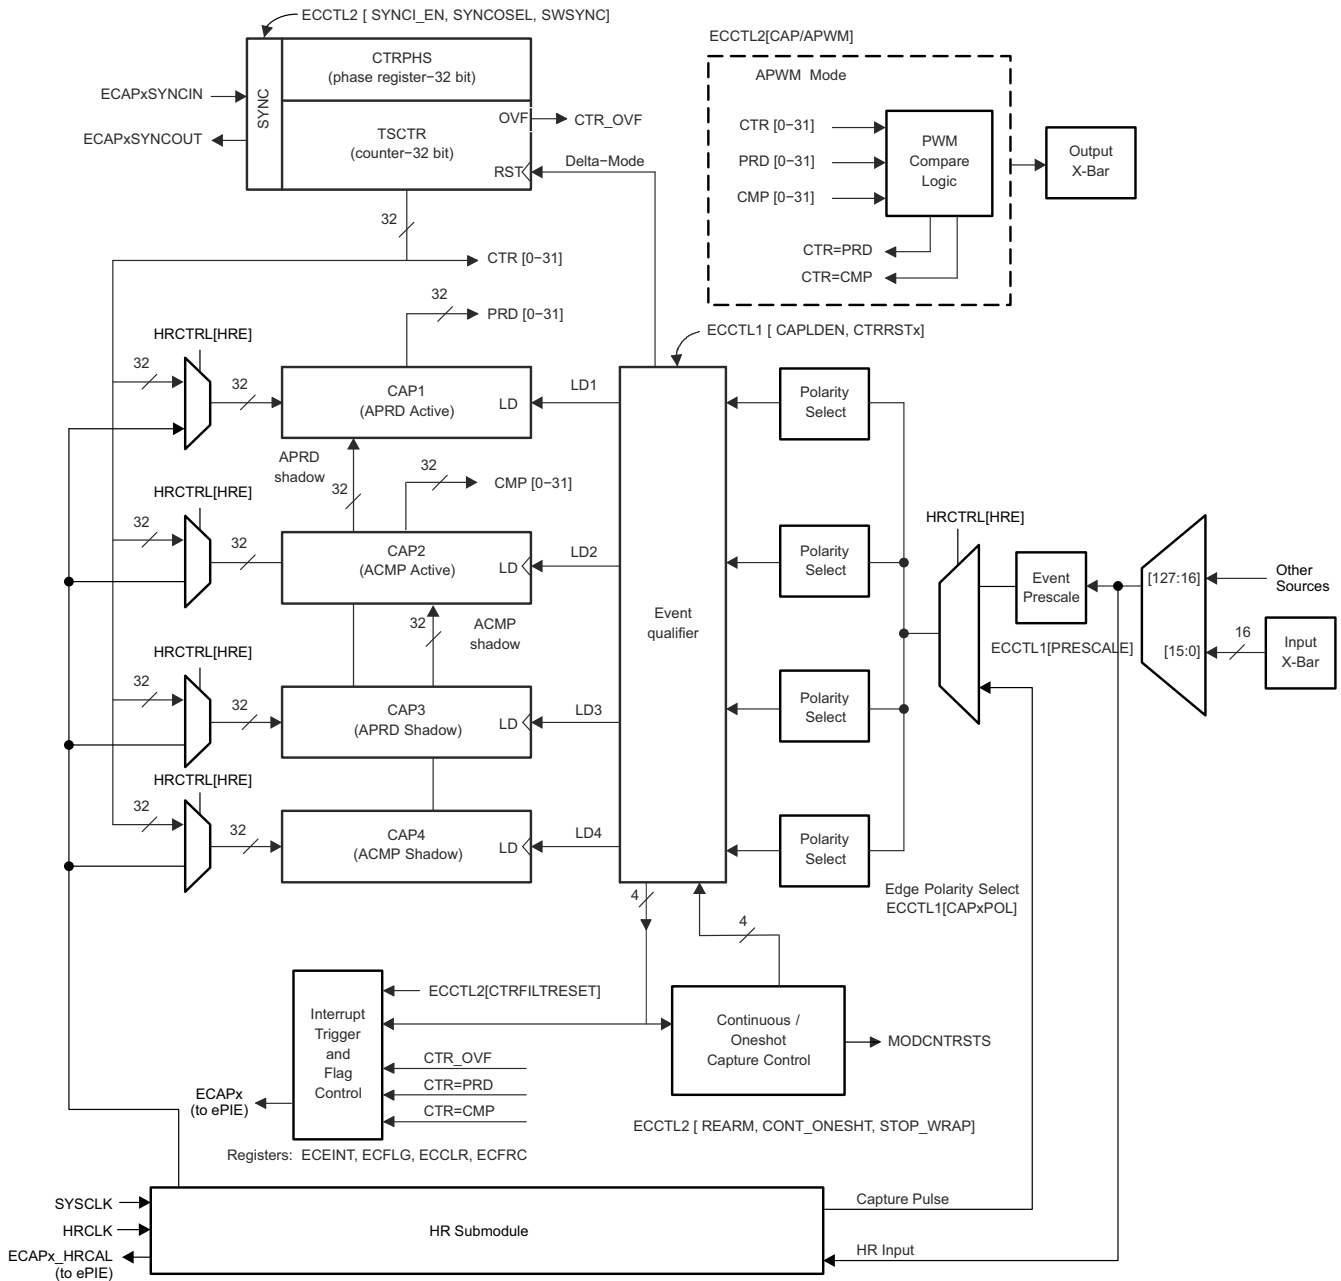 ECCTL2 [ SYNCI_EN, SYNCOSEL, SWSYNC]
SYNC
CTRPHS
(phase register−32 bit)
ECAPxSYNCIN
ECAPxSYNCOUT
TSCTR
(counter−32 bit)
OVF
CTR_OVF
RST
Delta−Mode
32
CTR [0−31]
32
PRD [0−31]
ECCTL2[CAP/APWM]
APWM Mode
CTR [0−31]
PRD [0−31]
CMP [0−31]
PWM
Compare
Logic
Output
X-Bar
CTR=PRD
CTR=CMP
ECCTL1 [ CAPLDEN, CTRRSTx]
HRCTRL[HRE]
32
32
CAP1
(APRD Active)
LD
LD1
Polarity
Select
APRD
shadow
32
32
CMP [0−31]
HRCTRL[HRE]
32
32
CAP2
(ACMP Active)
LD
LD2
Polarity
Select
32
ACMP
shadow
Event
qualifier
HRCTRL[HRE]
Event
Prescale
ECCTL1[PRESCALE]
[127:16]
[15:0]
Other
Sources
16
Input
X-Bar
HRCTRL[HRE]
32
32
CAP3
(APRD Shadow)
LD
LD3
Polarity
Select
HRCTRL[HRE]
32
32
CAP4
(ACMP Shadow)
LD
LD4
Polarity
Select
Edge Polarity Select
ECCTL1[CAPxPOL]
4
4
Interrupt
Trigger
and
Flag
Control
ECCTL2[CTRFILTRESET]
CTR_OVF
CTR=PRD
CTR=CMP
ECAPx
(to ePIE)
Continuous /
Oneshot
Capture Control
MODCNTRSTS
ECCTL2 [ REARM, CONT_ONESHT, STOP_WRAP]
Registers: ECEINT, ECFLG, ECCLR, ECFRC
SYSCLK
HRCLK
ECAPx_HRCAL
(to ePIE)
HR Submodule
Capture Pulse
HR Input